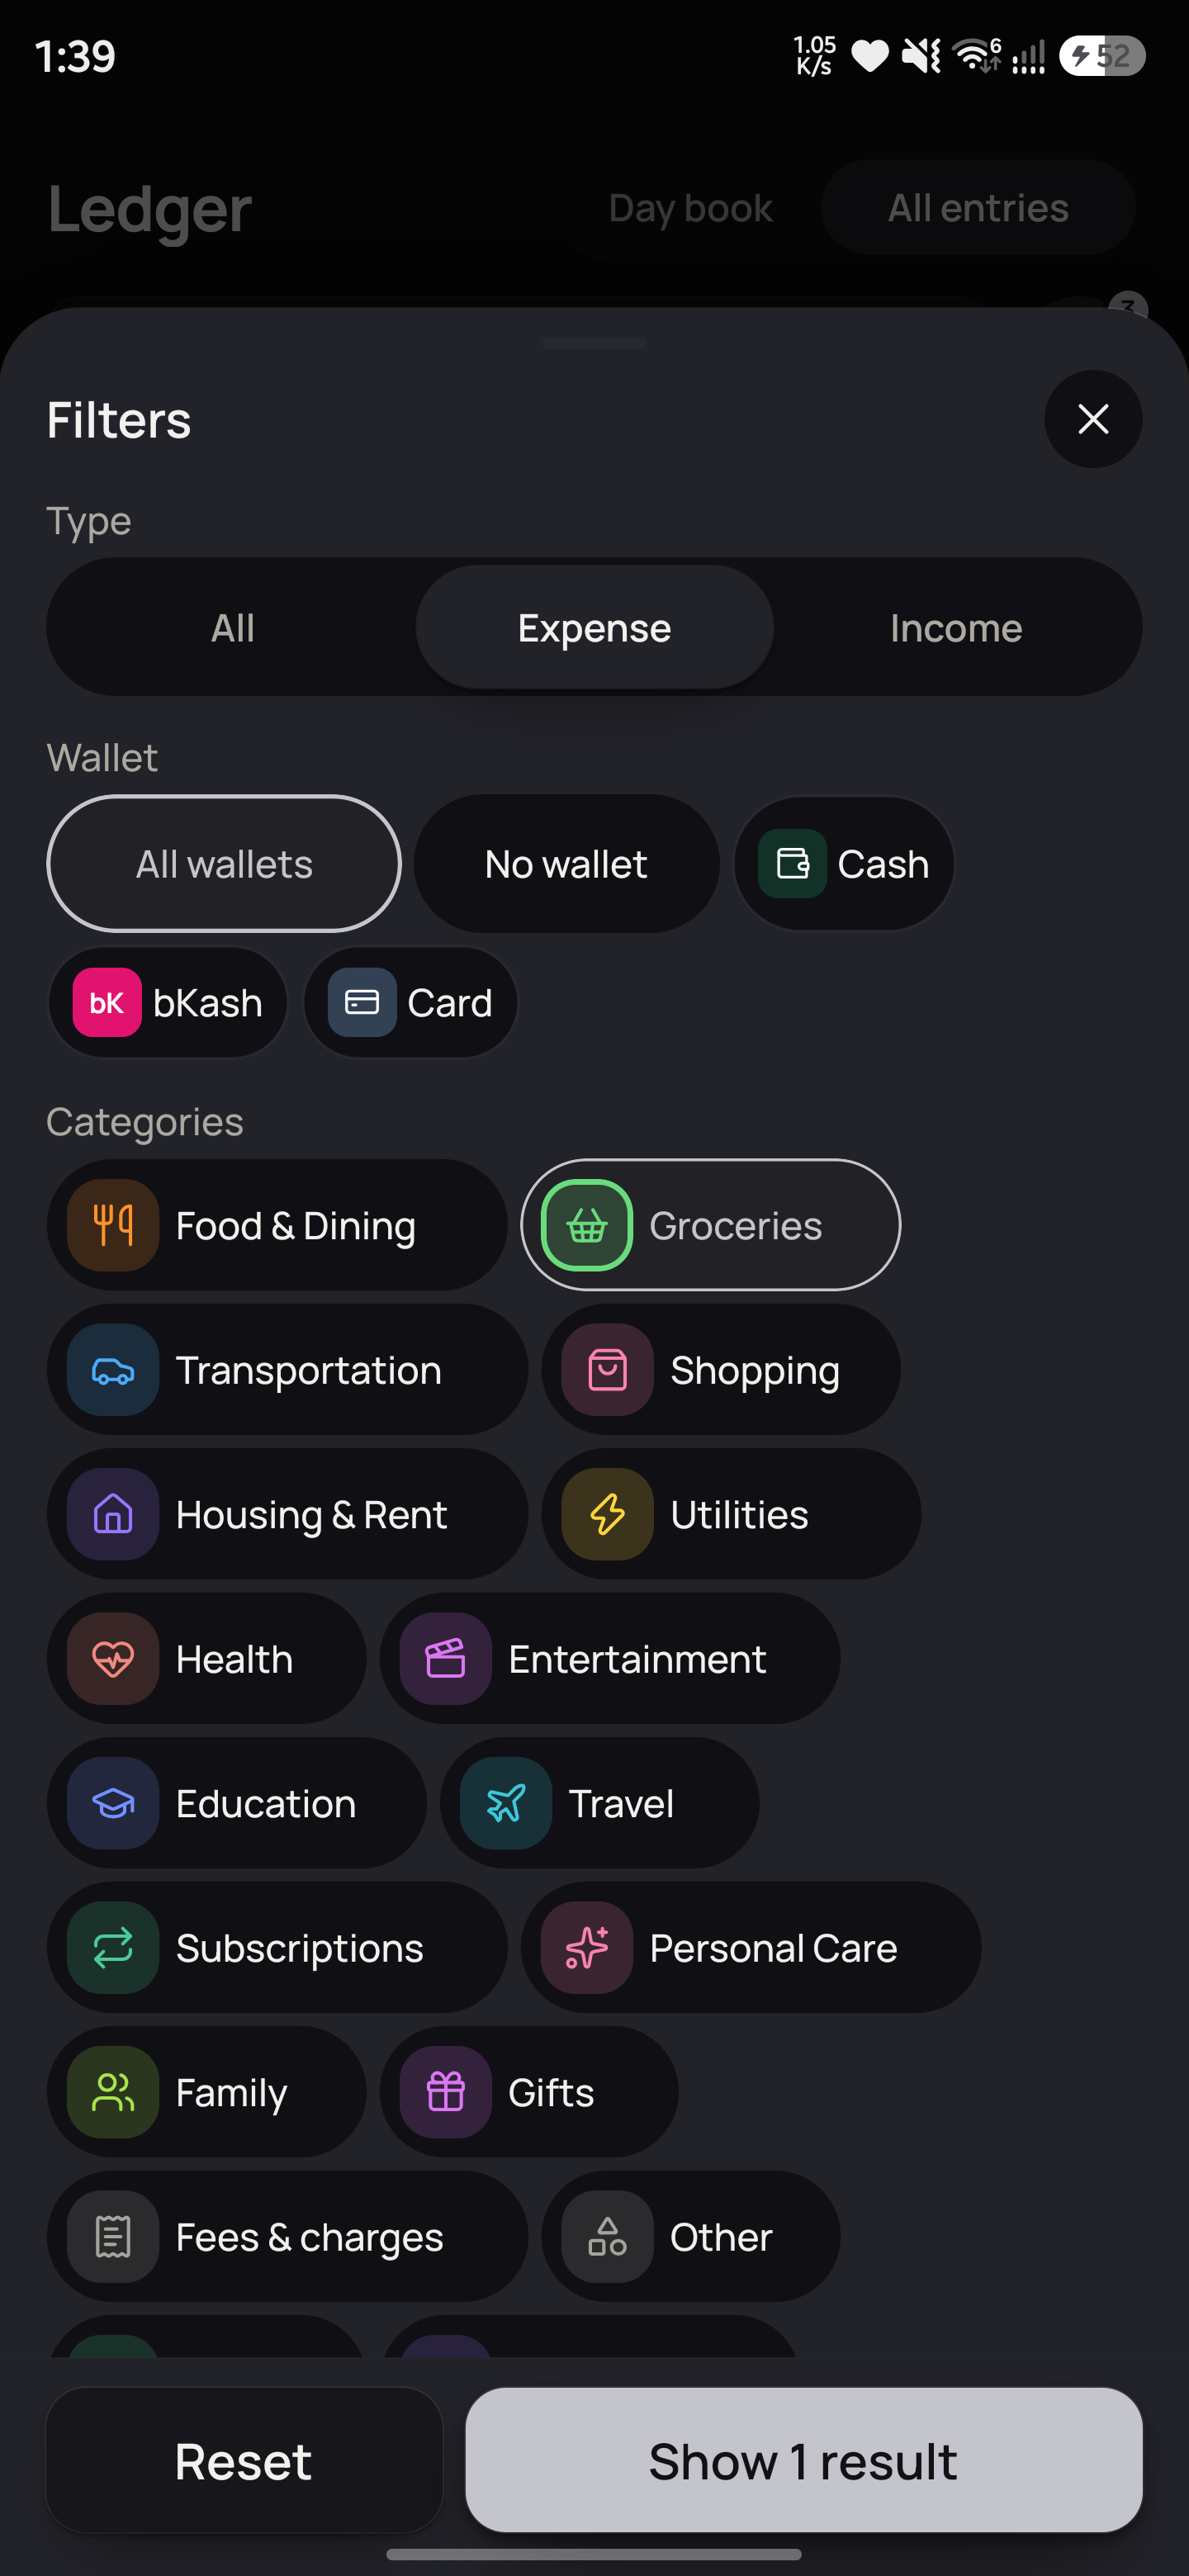 1:39
1.05
K/s
6
52
Ledger
Day book
All entries
3
Filters
Type
All
Expense
Income
Wallet
All wallets
No wallet
Cash
bK bKash
Card
Categories
Food & Dining
Groceries
Transportation
Shopping
Housing & Rent
Utilities
Health
Entertainment
Education
Travel
Subscriptions
Personal Care
Family
Gifts
Fees & charges
Other
Reset
Show 1 result